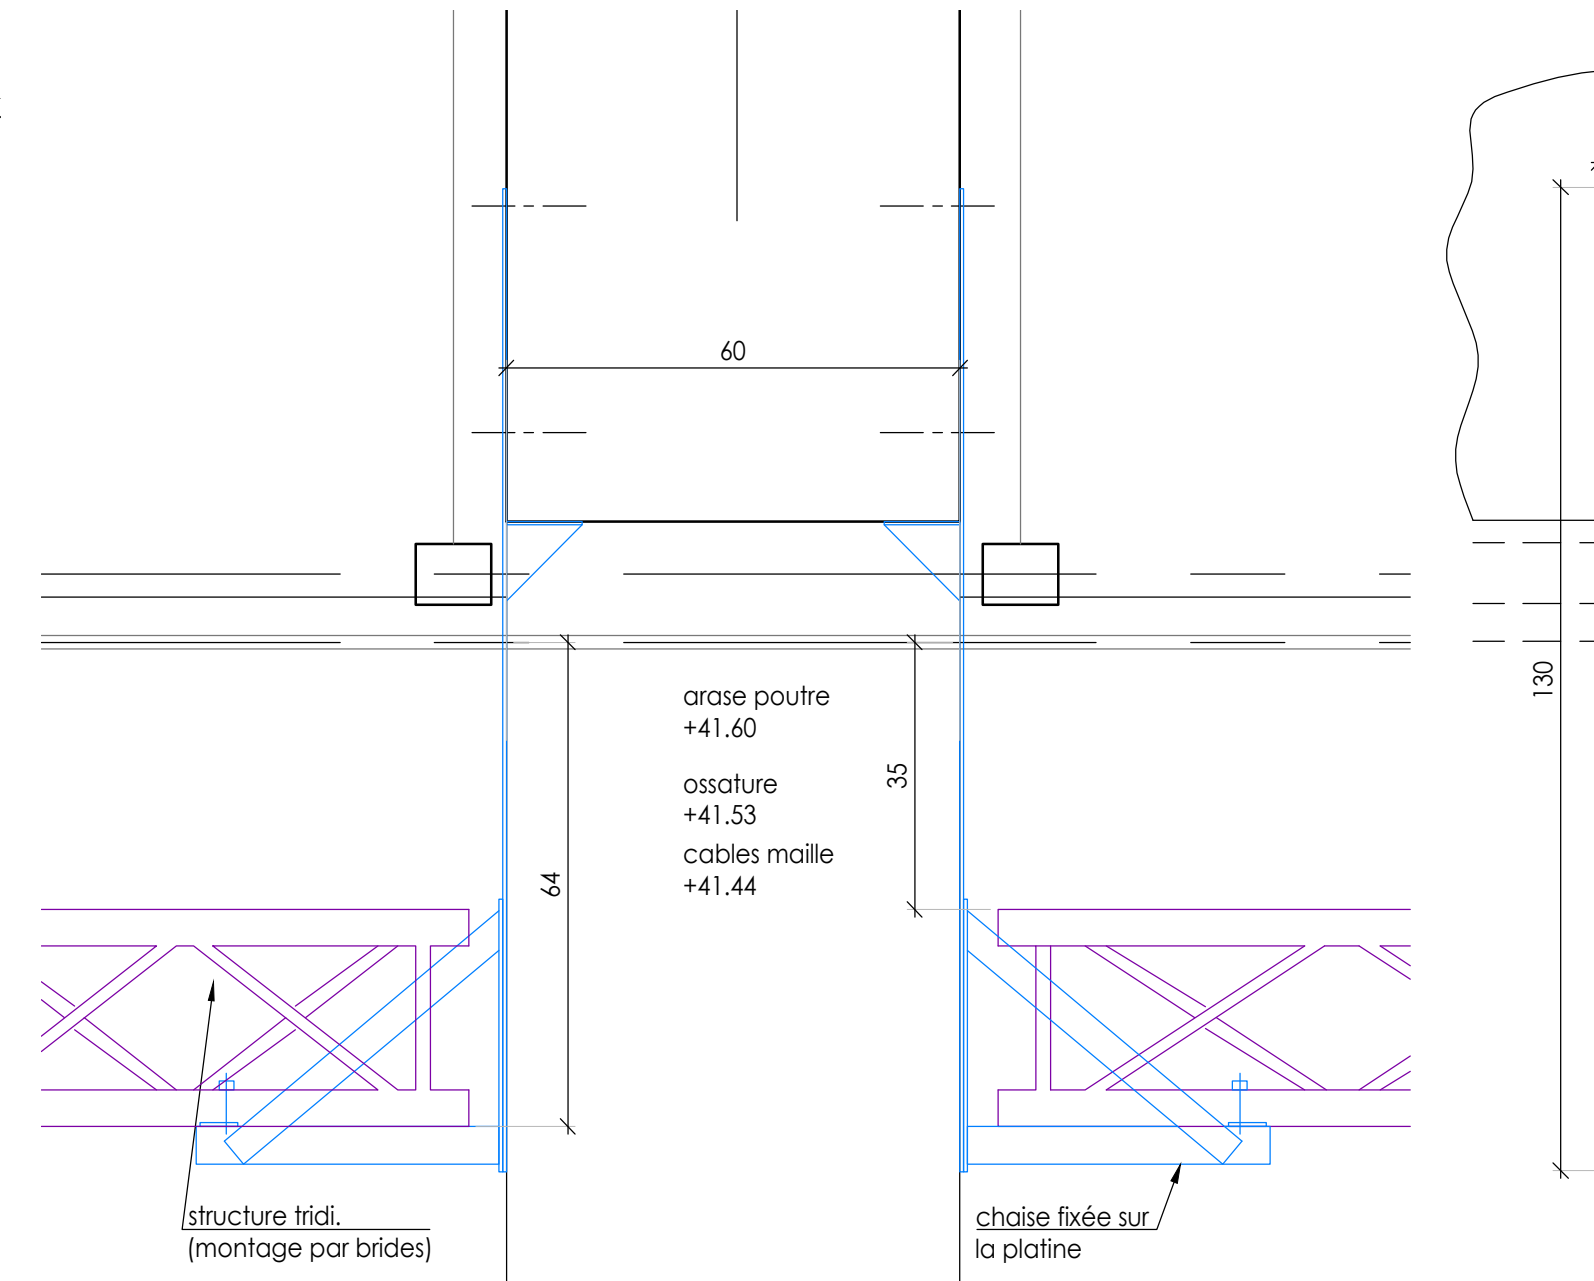 60
arase poutre
+41.60
ossature
+41.53
cables maille
+41.44
35
64
130
structure tridi.
(montage par brides)
chaise fixée sur
la platine